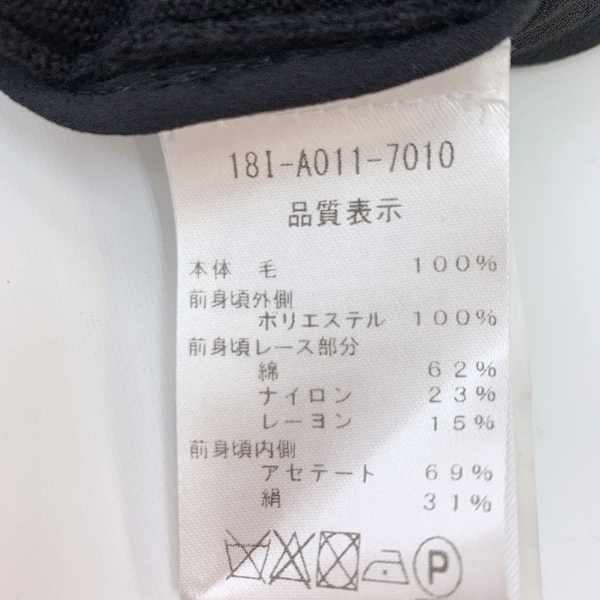 18I-A011-7010
品質表示
本体 毛 100%
前身頃外側
ポリエステル 100%
前身頃レース部分
綿 62%
ナイロン 23%
レーヨン 15%
前身頃内側
アセテート 69%
絹 31%
P